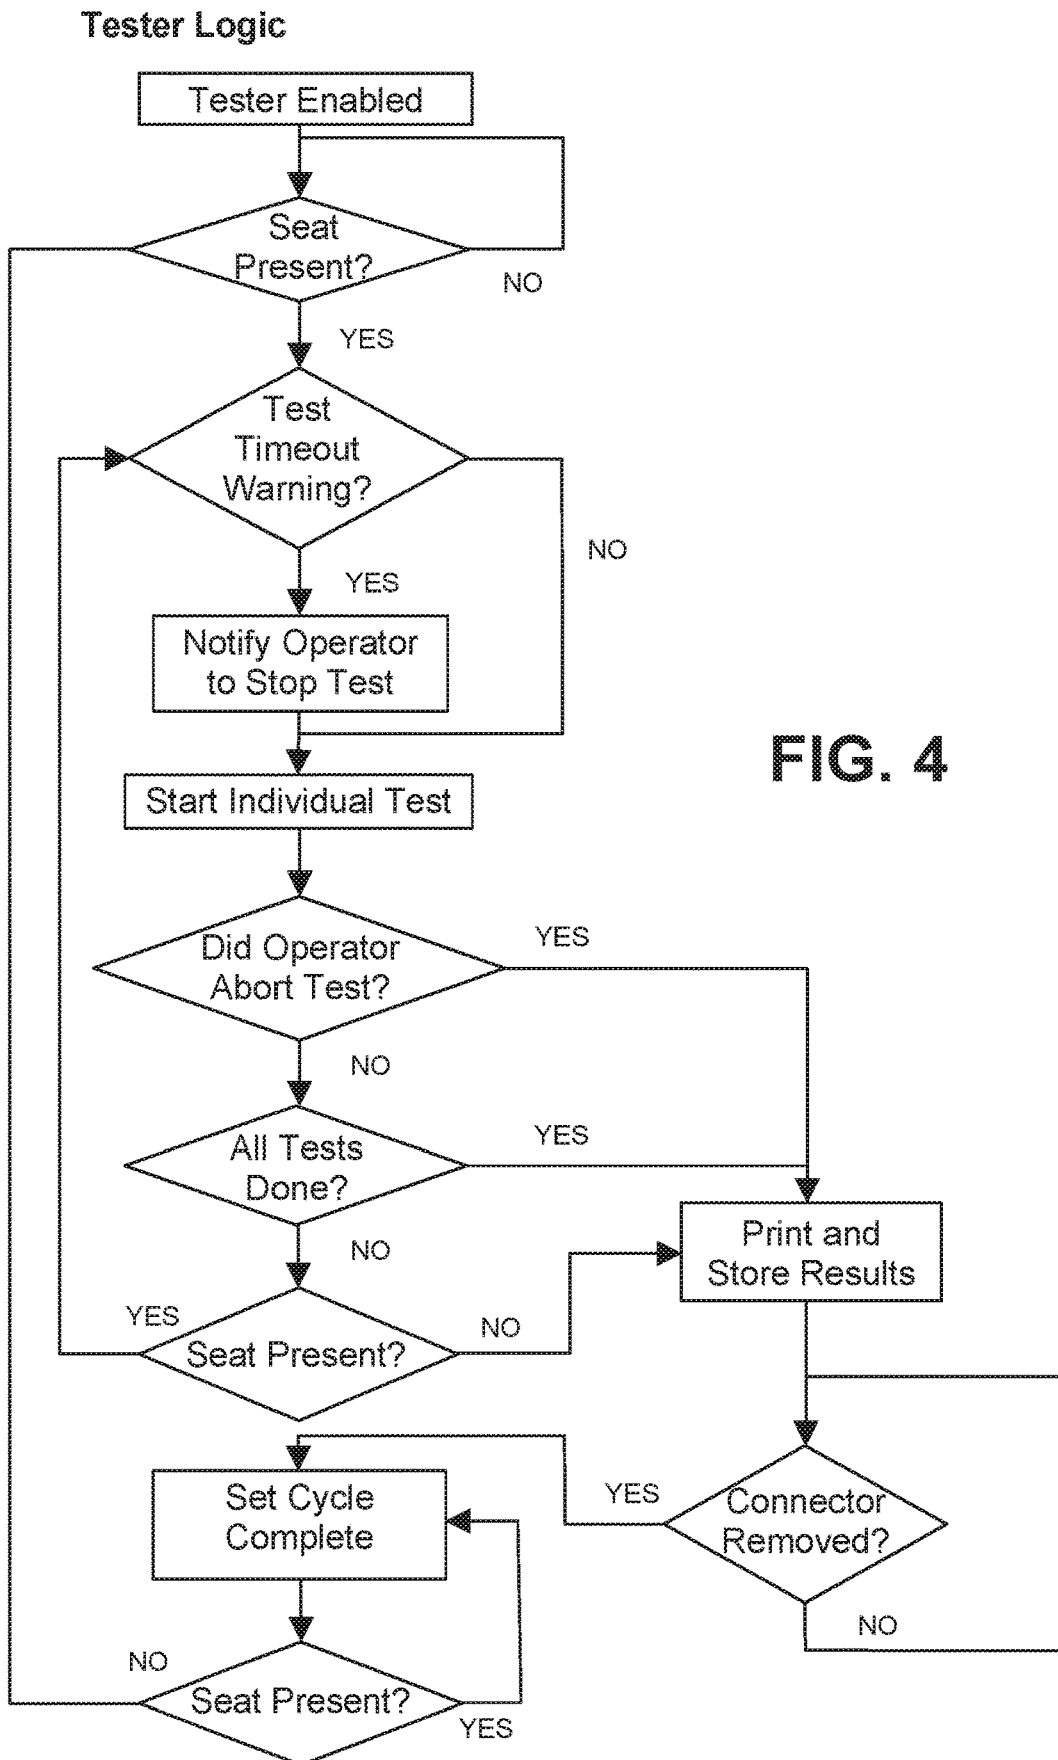 Tester Logic
Tester Enabled
Seat
Present?
NO
YES
Test
Timeout
Warning?
NO
YES
Notify Operator
to Stop Test
FIG. 4
Start Individual Test
Did Operator
Abort Test?
YES
NO
All Tests
Done?
YES
NO
Print and
Store Results
YES
Seat Present?
NO
Set Cycle
Complete
YES
Connector
Removed?
NO
NO
Seat Present?
YES